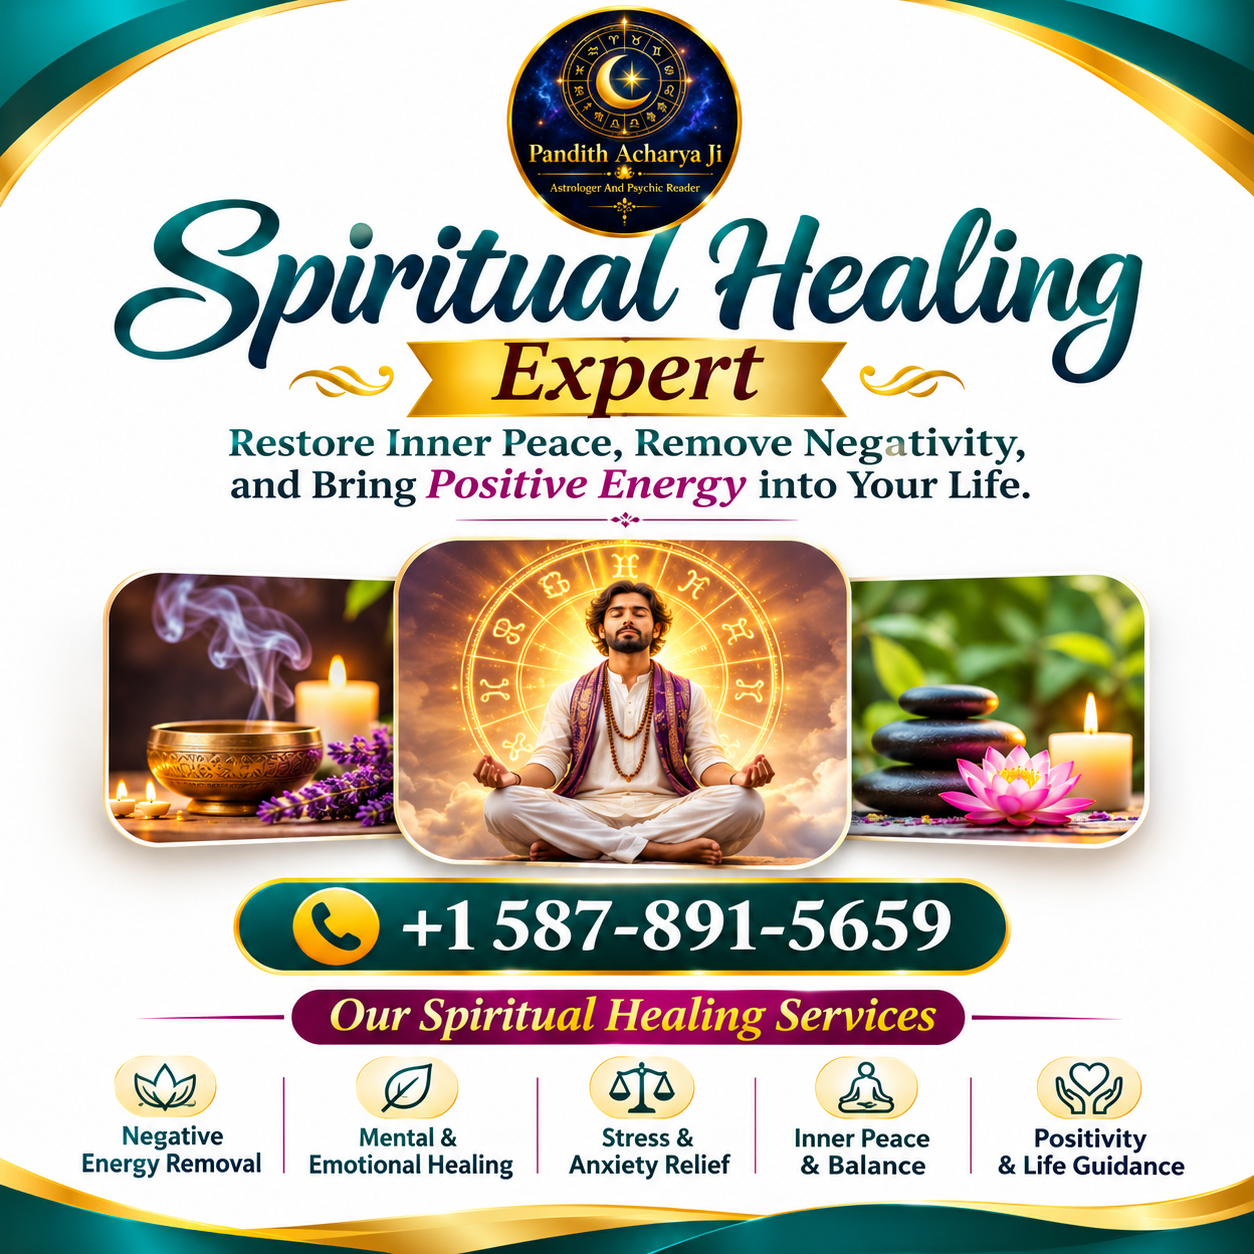 Pandith Acharya Ji
Astrologer And Psychic Reader
Spiritual Healing
Expert
Restore Inner Peace, Remove Negativity,
and Bring Positive Energy into Your Life.
+1 587-891-5659
Our Spiritual Healing Services
Negative
Energy Removal
Mental &
Emotional Healing
Stress &
Anxiety Relief
Inner Peace
& Balance
Positivity
& Life Guidance